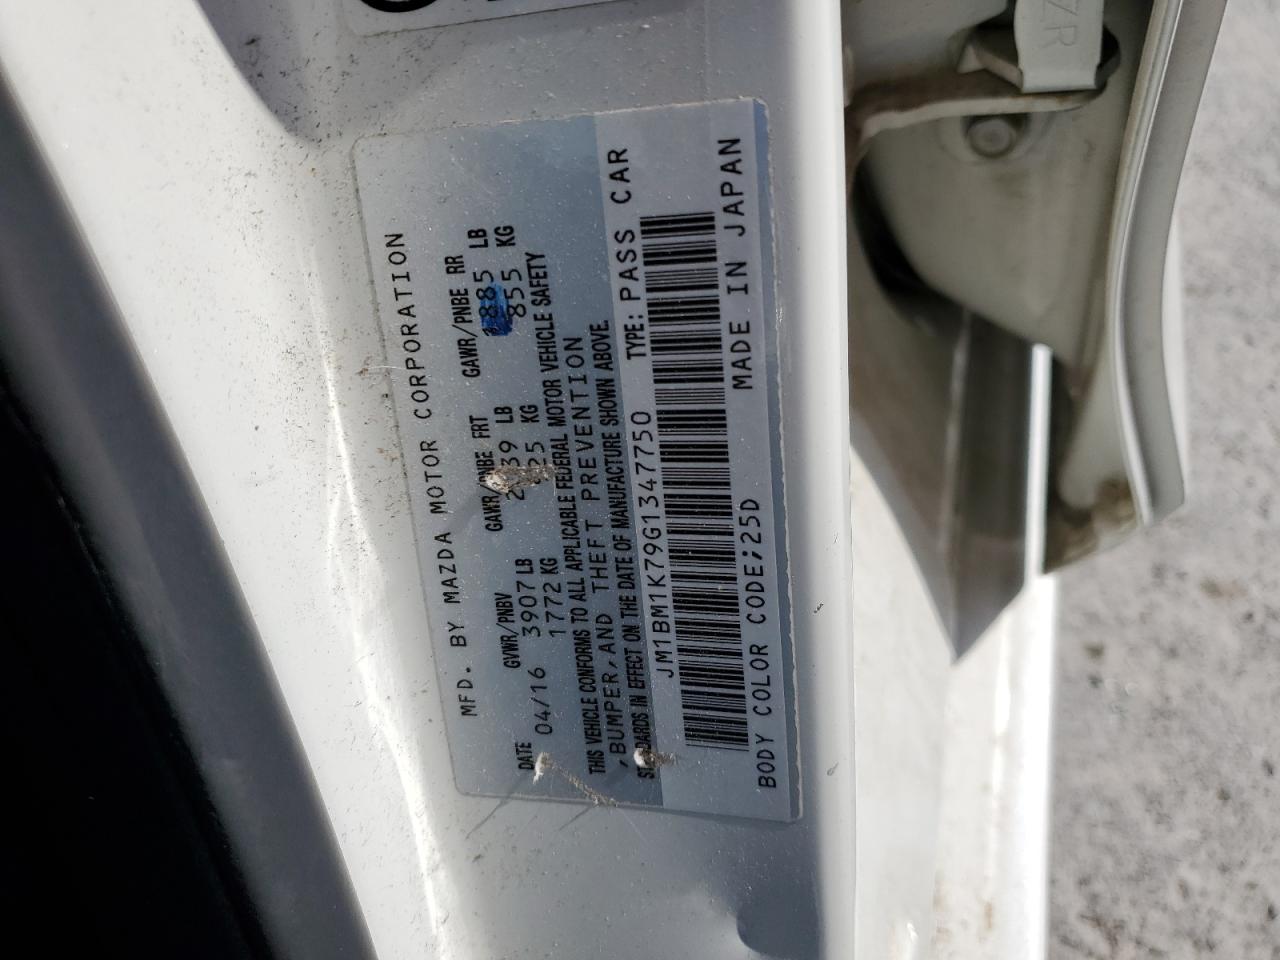 MFD. BY MAZDA MOTOR CORPORATION
DATE GVWR/PNBV GAWR/PNBE FRT GAWR/PNBE RR
04/16 3907 LB LB 1885 LB
1772 KG KG 855 KG
THIS VEHICLE CONFORMS TO ALL APPLICABLE FEDERAL MOTOR VEHICLE SAFETY
,BUMPER,AND THEFT PREVENTION
STANDARDS IN EFFECT ON THE DATE OF MANUFACTURE SHOWN ABOVE
JM1BM1K79G1347750 TYPE: PASS CAR
BODY COLOR CODE;25D MADE IN JAPAN
ZR